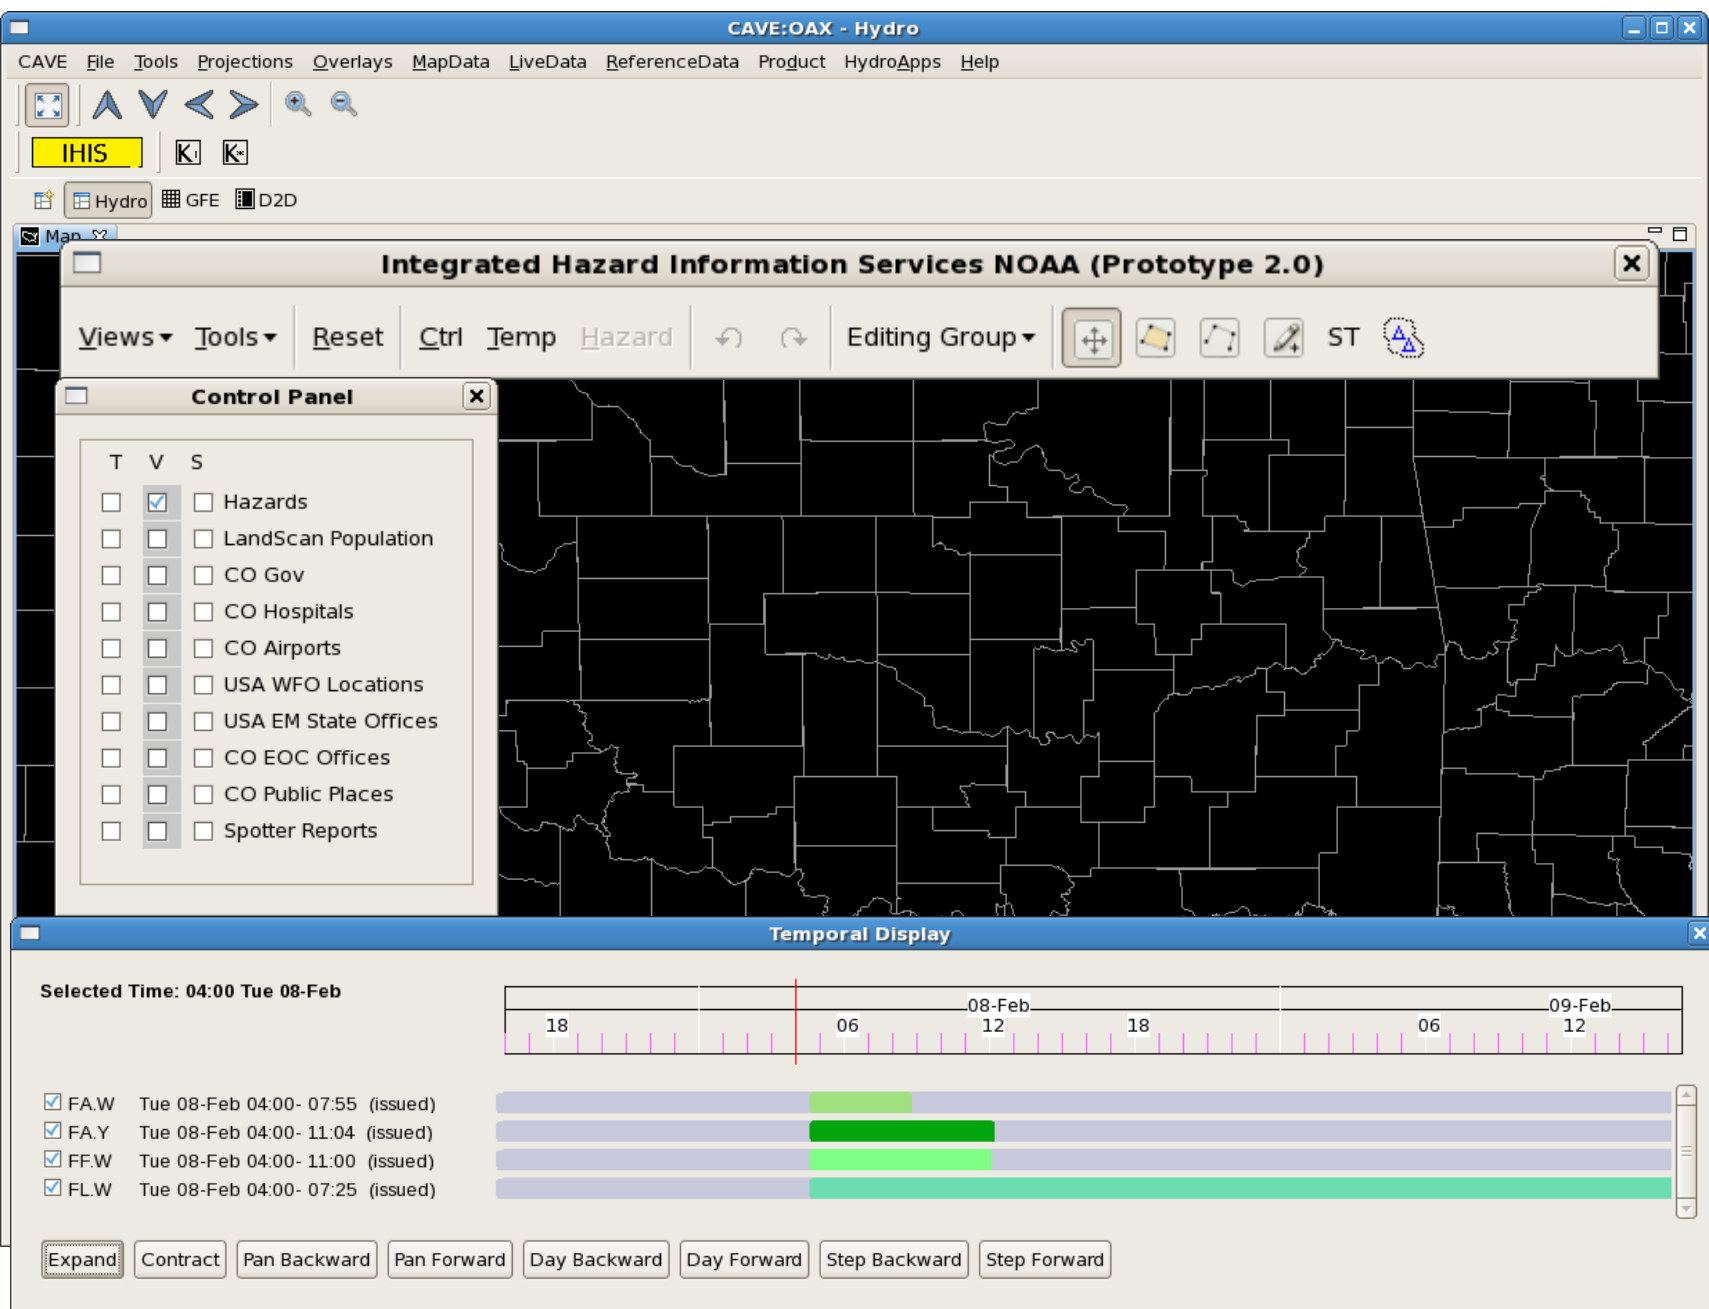 CAVE:OAX - Hydro
CAVE File Tools Projections Overlays MapData LiveData ReferenceData Product HydroApps Help
IHIS K K
Hydro GFE D2D
Map
Integrated Hazard Information Services NOAA (Prototype 2.0)
Views Tools Reset Ctrl Temp Hazard Editing Group ST
Control Panel
T V S
Hazards
LandScan Population
CO Gov
CO Hospitals
CO Airports
USA WFO Locations
USA EM State Offices
CO EOC Offices
CO Public Places
Spotter Reports
Temporal Display
Selected Time: 04:00 Tue 08-Feb
08-Feb 09-Feb
18 06 12 18 06 12
FA.W Tue 08-Feb 04:00- 07:55 (issued)
FA.Y Tue 08-Feb 04:00- 11:04 (issued)
FF.W Tue 08-Feb 04:00- 11:00 (issued)
FL.W Tue 08-Feb 04:00- 07:25 (issued)
Expand Contract Pan Backward Pan Forward Day Backward Day Forward Step Backward Step Forward